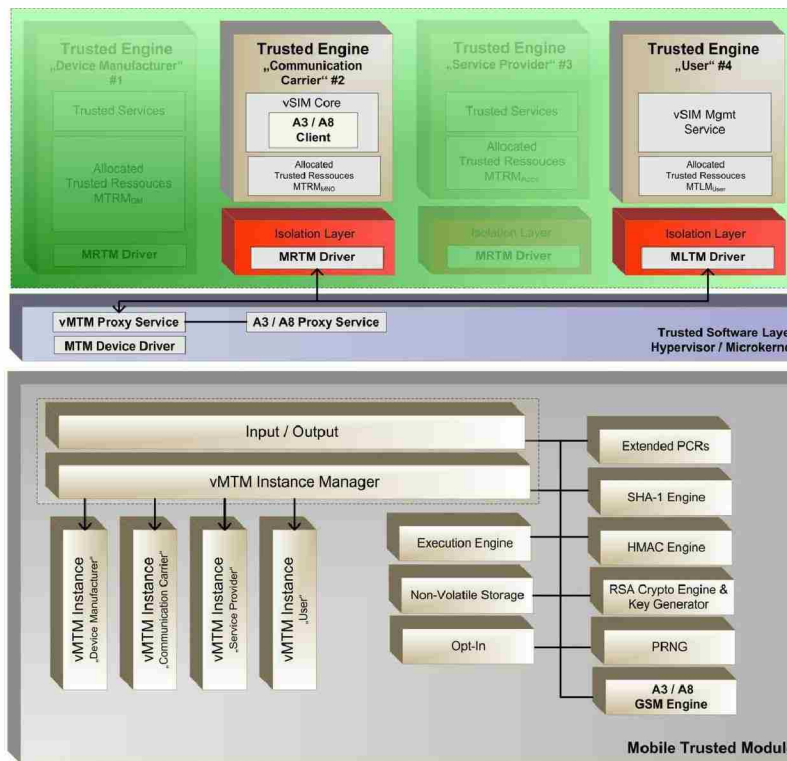 Trusted Engine
„Device Manufacturer“
#1
Trusted Services
Allocated
Trusted Ressources
MTRM
MRTM Driver
Trusted Engine
„Communication
Carrier“ #2
vSIM Core
A3 / A8
Client
Allocated
Trusted Ressouces
MTRM MNO
Isolation Layer
MRTM Driver
Trusted Engine
„Service Provider“ #3
Trusted Services
Allocated
Trusted Ressouces
MTRM
Isolation Layer
MRTM Driver
Trusted Engine
„User“ #4
vSIM Mgmt
Service
Allocated
Trusted Ressouces
MTLM User
Isolation Layer
MLTM Driver
vMTM Proxy Service
A3 / A8 Proxy Service
MTM Device Driver
Trusted Software Laye
Hypervisor / Microkerne
Input / Output
vMTM Instance Manager
vMTM Instance
„Device Manufacturer“
vMTM Instance
„Communication Carrier“
vMTM Instance
„Service Provider“
vMTM Instance
„User“
Execution Engine
Non-Volatile Storage
Opt-In
Extended PCRs
SHA-1 Engine
HMAC Engine
RSA Crypto Engine &
Key Generator
PRNG
A3 / A8
GSM Engine
Mobile Trusted Modul